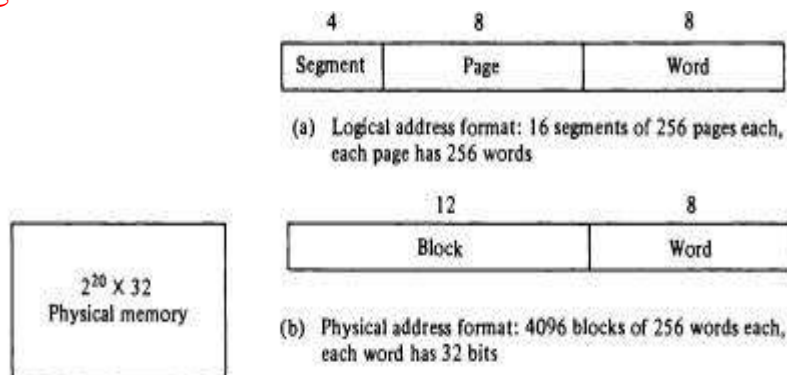 4 8 8
Segment Page Word
(a) Logical address format: 16 segments of 256 pages each,
each page has 256 words
12 8
Block Word
2²⁰ X 32
Physical memory
(b) Physical address format: 4096 blocks of 256 words each,
each word has 32 bits